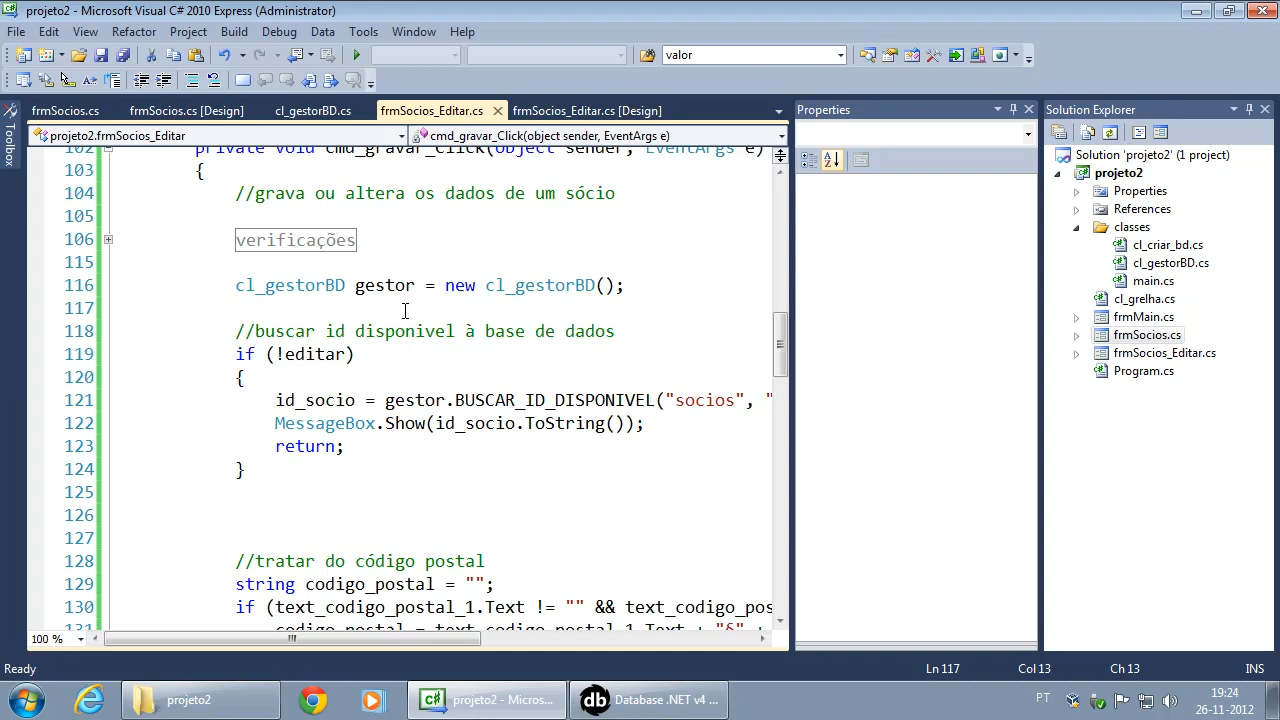 projeto2 - Microsoft Visual C# 2010 Express (Administrator)
File Edit View Refactor Project Build Debug Data Tools Window Help
valor
frmSocios.cs frmSocios.cs [Design] cl_gestorBD.cs frmSocios_Editar.cs frmSocios_Editar.cs [Design]
Toolbox
projeto2.frmSocios_Editar cmd_gravar_Click(object sender, EventArgs e)
102 private void cmd_gravar_Click(object sender, EventArgs e)
103 {
104 //grava ou altera os dados de um sócio
105
106 verificações
115
116 cl_gestorBD gestor = new cl_gestorBD();
117
118 //buscar id disponivel à base de dados
119 if (!editar)
120 {
121 id_socio = gestor.BUSCAR_ID_DISPONIVEL("socios", "
122 MessageBox.Show(id_socio.ToString());
123 return;
124 }
125
126
127
128 //tratar do código postal
129 string codigo_postal = "";
130 if (text_codigo_postal_1.Text != "" && text_codigo_pos
131 codigo_postal = text_codigo_postal_1.Text + "-" +
100 %
Properties
Solution Explorer
Solution 'projeto2' (1 project)
projeto2
Properties
References
classes
cl_criar_bd.cs
cl_gestorBD.cs
main.cs
cl_grelha.cs
frmMain.cs
frmSocios.cs
frmSocios_Editar.cs
Program.cs
Ready Ln 117 Col 13 Ch 13 INS
projeto2 projeto2 - Micros... Database .NET v4 ... PT 19:24
26-11-2012